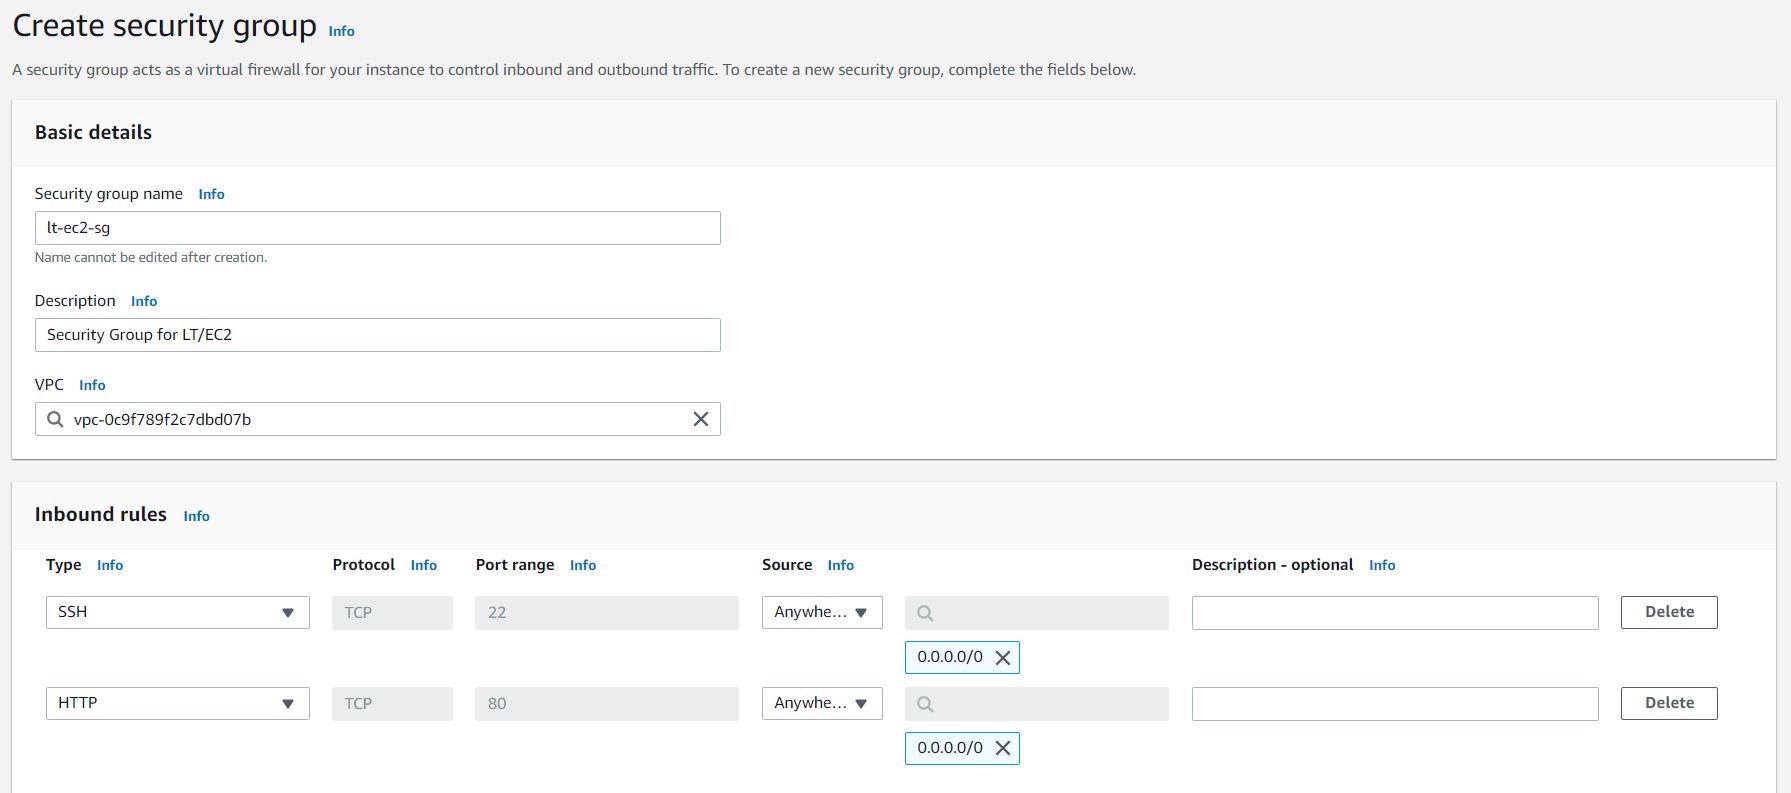 Create security group Info
A security group acts as a virtual firewall for your instance to control inbound and outbound traffic. To create a new security group, complete the fields below.
Basic details
Security group name Info
lt-ec2-sg
Name cannot be edited after creation.
Description Info
Security Group for LT/EC2
VPC Info
vpc-0c9f789f2c7dbd07b
Inbound rules Info
Type Info Protocol Info Port range Info Source Info Description - optional Info
SSH TCP 22 Anywhe... Delete
0.0.0.0/0
HTTP TCP 80 Anywhe... Delete
0.0.0.0/0